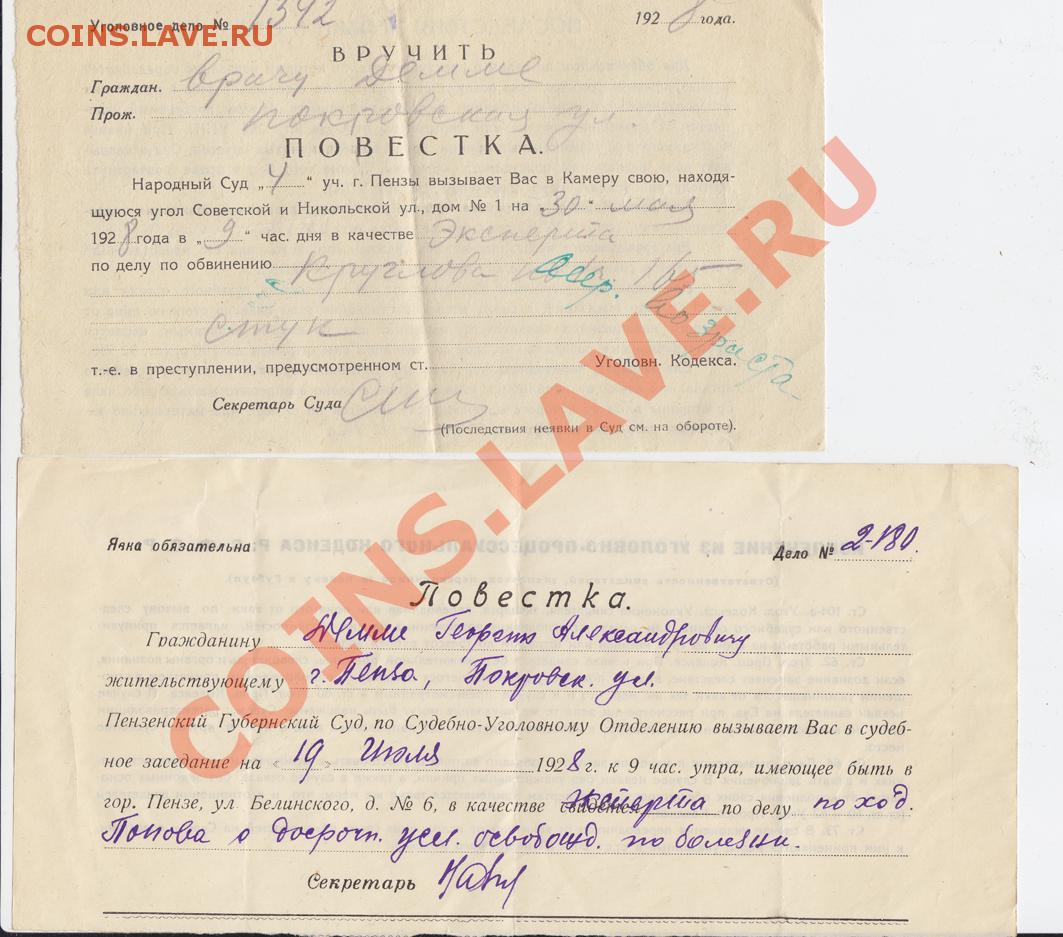 COINS.LAVE.RU
Уголовное дело № 1392 1928 года.
ВРУЧИТЬ
Граждан. врачу Демме
Прож. Покровская ул.
ПОВЕСТКА.
Народный Суд „4“ уч. г. Пензы вызывает Вас в Камеру свою, находя-
щуюся угол Советской и Никольской ул., дом № 1 на „30“ мая
1928 года в „9“ час. дня в качестве Эксперта
по делу по обвинению Круглова 165
возраста
т.-е. в преступлении, предусмотренном ст. Уголовн. Кодекса.
Секретарь Суда
(Последствия неявки в Суд см. на обороте).
COINS.LAVE.RU
Явка обязательна.
Дело № 2-180.
Повестка.
Гражданину Демме Георгию Александровичу
жительствующему г. Пенза, Покровск. ул.
Пензенский Губернский Суд, по Судебно-Уголовному Отделению вызывает Вас в судеб-
ное заседание на «19» Июля 1928 г. к 9 час. утра, имеющее быть в
гор. Пензе, ул. Белинского, д. № 6, в качестве эксперта по делу по ход.
Попова о досрочн. усл. освобожд. по болезни.
Секретарь